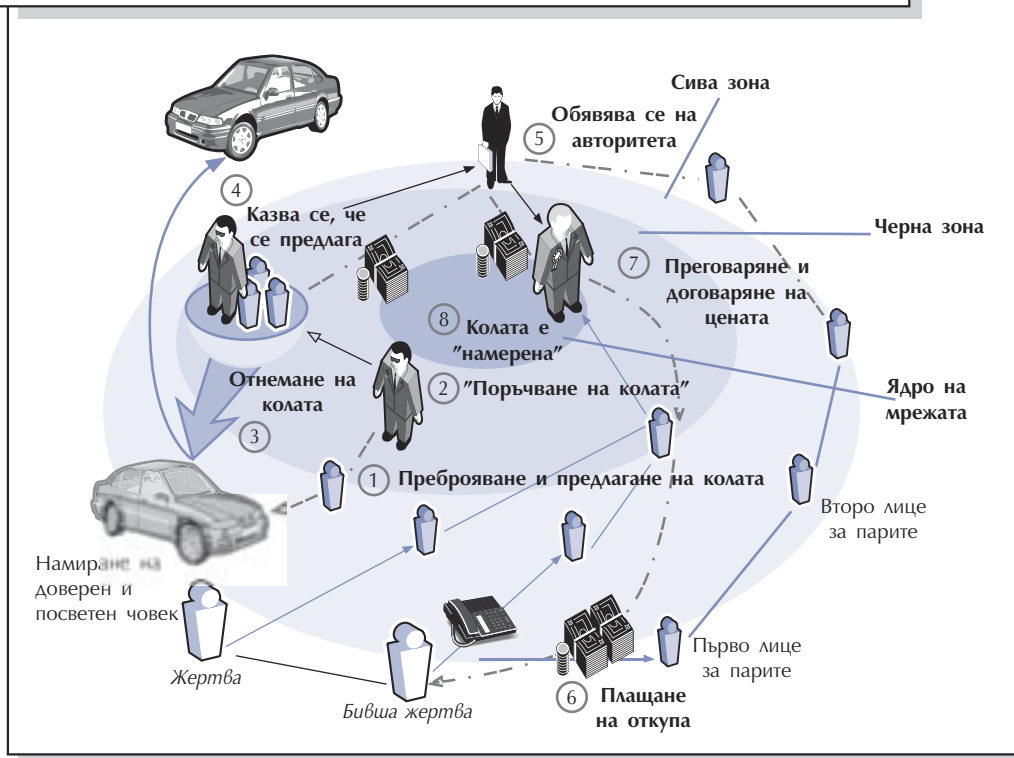 Сива зона
5
Обявява се на
авторитета
4
Казва се, че
се предлага
Черна зона
7
Преговаряне и
договаряне на
цената
8
Колата е
"намерена"
Отнемане на
колата
2
"Поръчване на колата"
Ядро на
мрежата
3
1
Преброяване и предлагане на колата
Второ лице
за парите
Намиране на
доверен и
посветен човек
Първо лице
за парите
Жертва
Бивша жертва
6
Плащане
на откупа